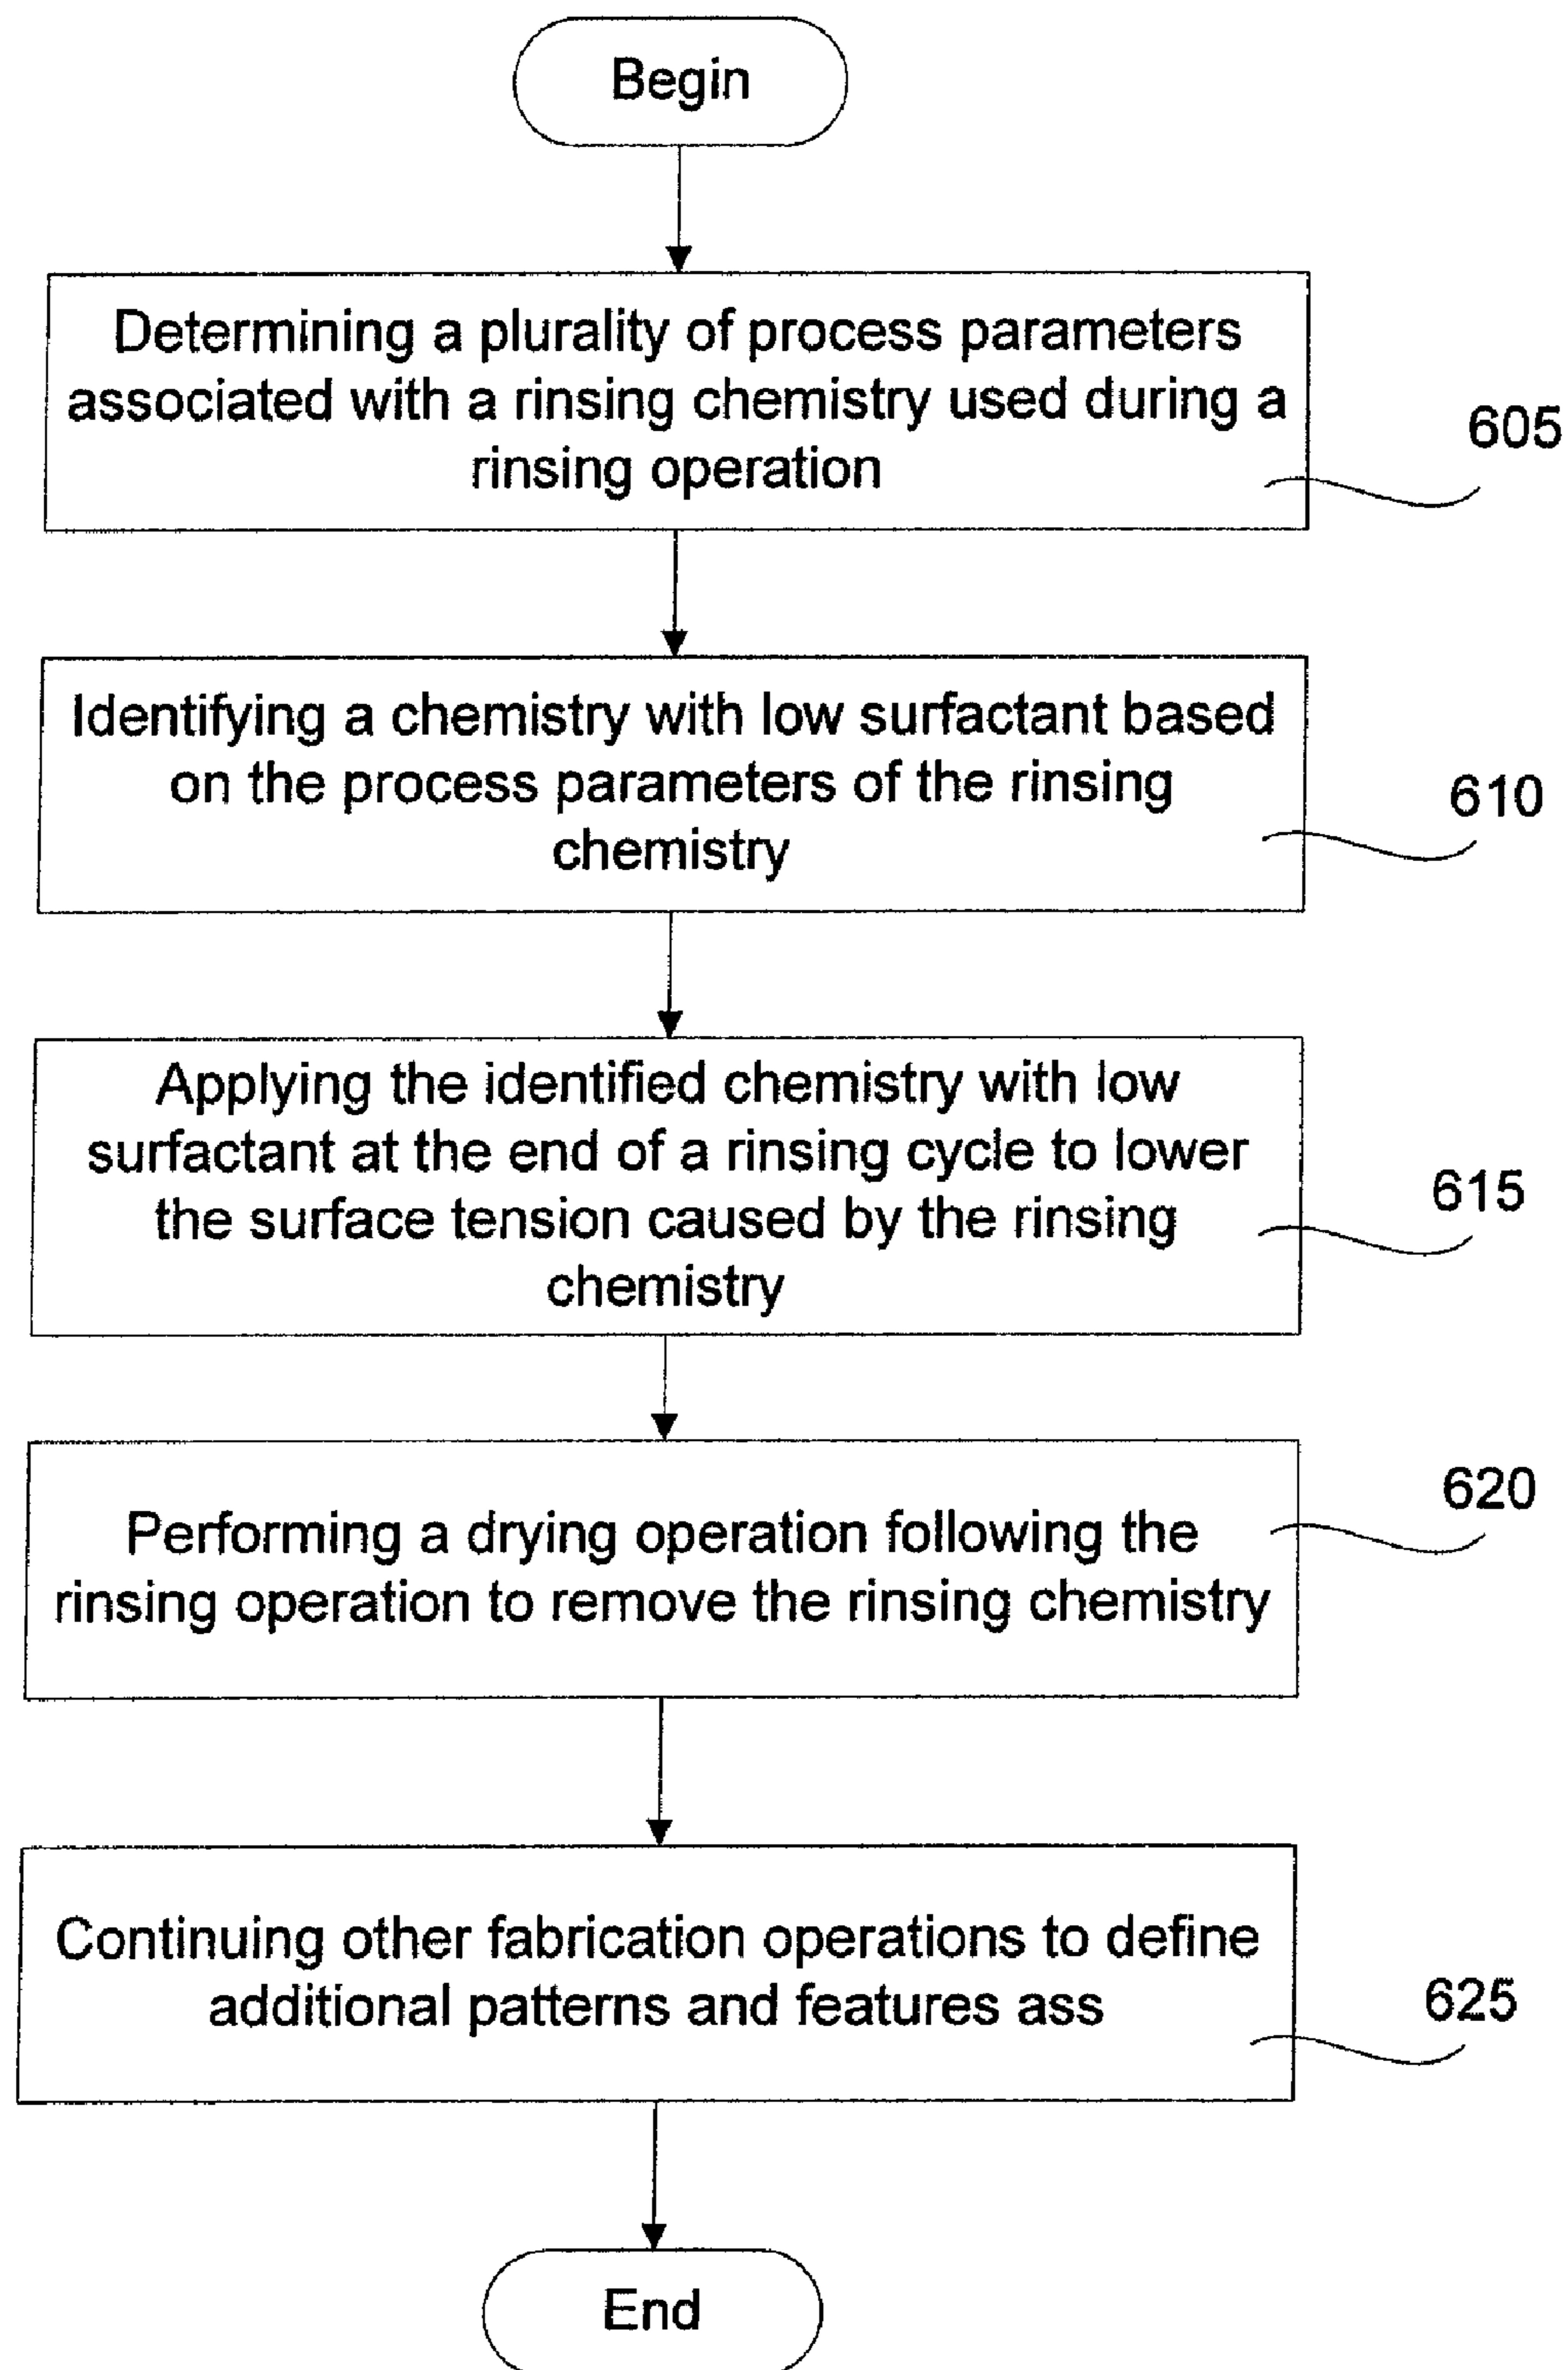 Begin
Determining a plurality of process parameters
associated with a rinsing chemistry used during a
rinsing operation
605
Identifying a chemistry with low surfactant based
on the process parameters of the rinsing
chemistry
610
Applying the identified chemistry with low
surfactant at the end of a rinsing cycle to lower
the surface tension caused by the rinsing
chemistry
615
Performing a drying operation following the
rinsing operation to remove the rinsing chemistry
620
Continuing other fabrication operations to define
additional patterns and features ass
625
End